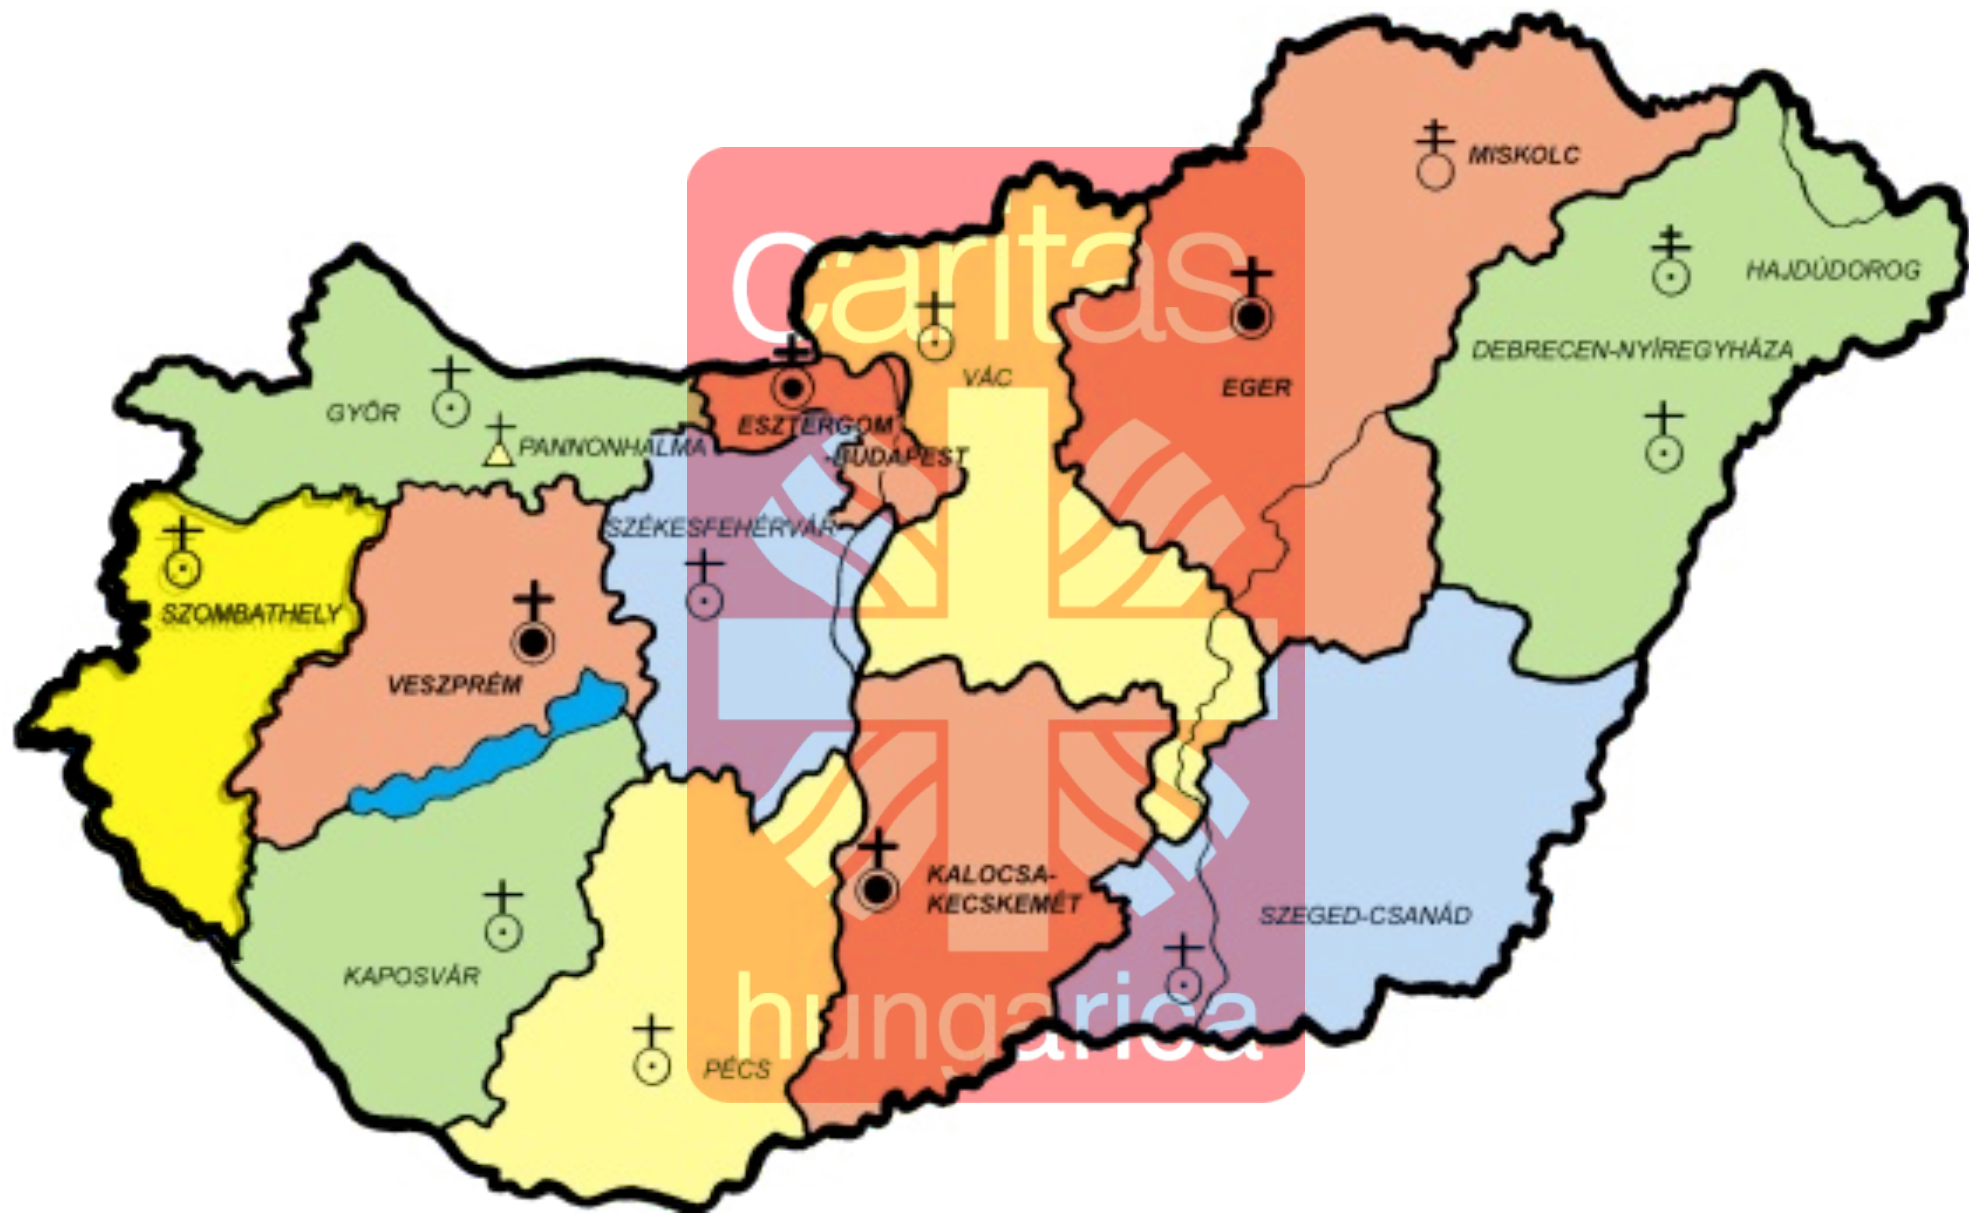 caritas
MISKOLC
HAJDÚDOROG
DEBRECEN-NYÍREGYHÁZA
VÁC
EGER
GYŐR
ESZTERGOM
-BUDAPEST
PANNONHALMA
SZÉKESFEHÉRVÁR
SZOMBATHELY
VESZPRÉM
KALOCSA-
KECSKEMÉT
SZEGED-CSANÁD
KAPOSVÁR
hungarica
PÉCS